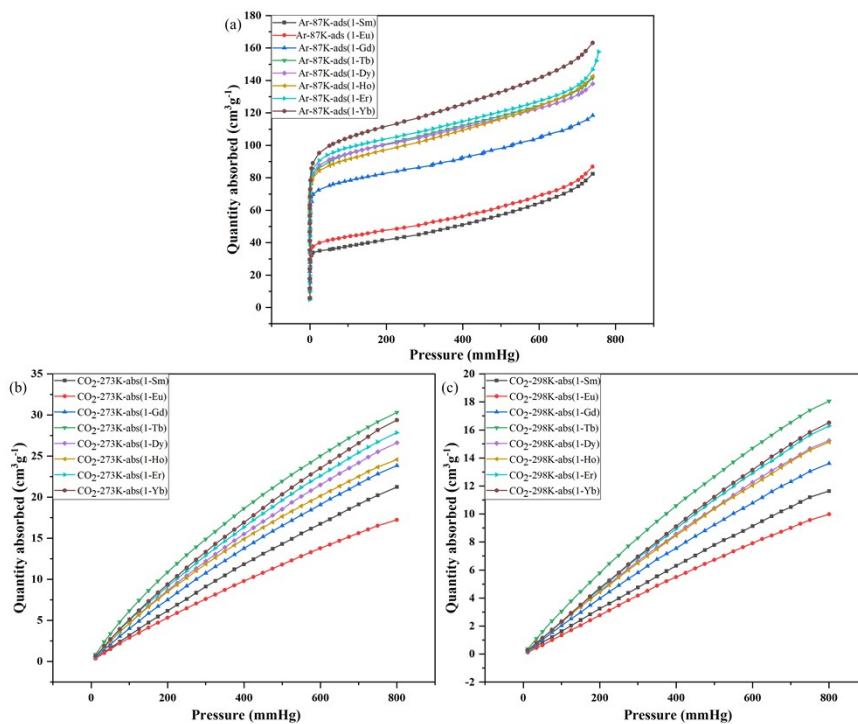 (a)
Ar-87K-ads(1-Sm)
Ar-87K-ads (1-Eu)
Ar-87K-ads(1-Gd)
Ar-87K-ads(1-Tb)
Ar-87K-ads(1-Dy)
Ar-87K-ads(1-Ho)
Ar-87K-ads(1-Er)
Ar-87K-ads(1-Yb)
180
160
140
120
100
80
60
40
20
0
Quantity absorbed (cm³g⁻¹)
0 200 400 600 800
Pressure (mmHg)
(b)
CO₂-273K-abs(1-Sm)
CO₂-273K-abs(1-Eu)
CO₂-273K-abs(1-Gd)
CO₂-273K-abs(1-Tb)
CO₂-273K-abs(1-Dy)
CO₂-273K-abs(1-Ho)
CO₂-273K-abs(1-Er)
CO₂-273K-abs(1-Yb)
35
30
25
20
15
10
5
0
Quantity absorbed (cm³g⁻¹)
0 200 400 600 800
Pressure (mmHg)
(c)
CO₂-298K-abs(1-Sm)
CO₂-298K-abs(1-Eu)
CO₂-298K-abs(1-Gd)
CO₂-298K-abs(1-Tb)
CO₂-298K-abs(1-Dy)
CO₂-298K-abs(1-Ho)
CO₂-298K-abs(1-Er)
CO₂-298K-abs(1-Yb)
20
18
16
14
12
10
8
6
4
2
0
-2
Quantity absorbed (cm³g⁻¹)
0 200 400 600 800
Pressure (mmHg)